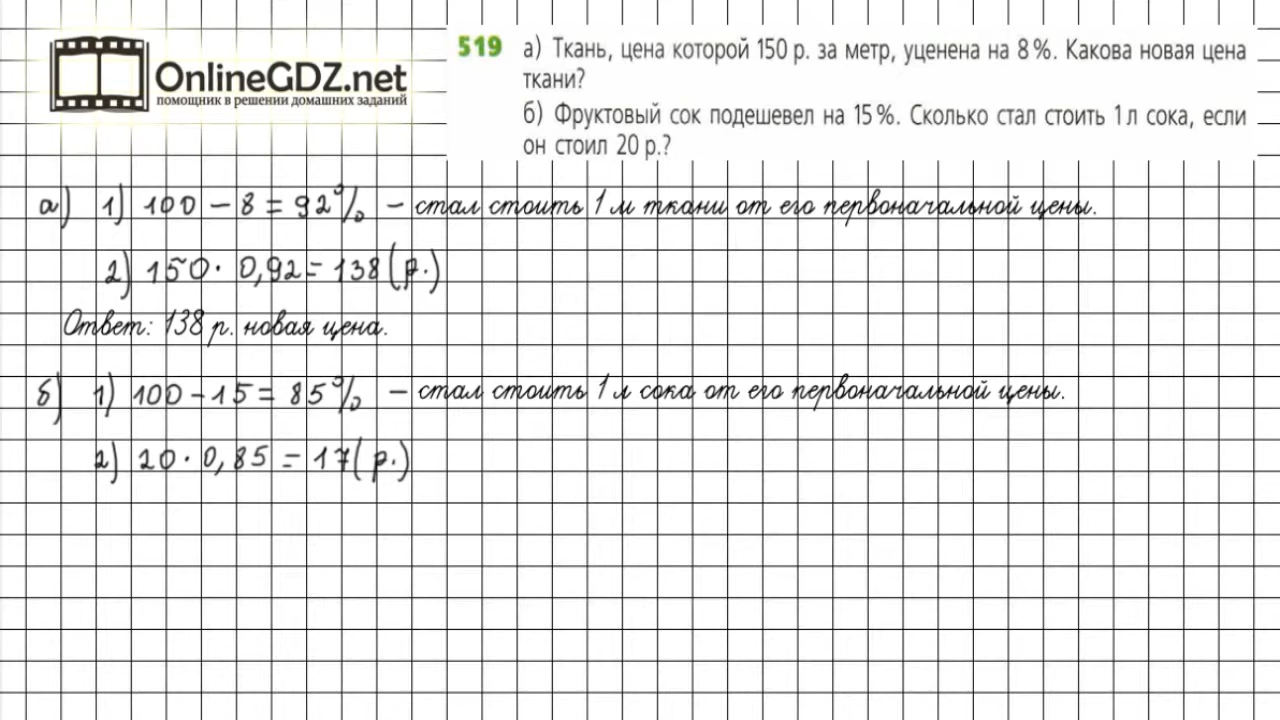 OnlineGDZ.net
помощник в решении домашних заданий
519 а) Ткань, цена которой 150 р. за метр, уценена на 8 %. Какова новая цена
ткани?
б) Фруктовый сок подешевел на 15 %. Сколько стал стоить 1 л сока, если
он стоил 20 р.?
а) 1) 100 - 8 = 92% - стал стоить 1 м ткани от его первоначальной цены.
2) 150 · 0,92 = 138 (р.)
Ответ: 138 р. новая цена.
б) 1) 100 - 15 = 85% - стал стоить 1 л сока от его первоначальной цены.
2) 20 · 0,85 = 17 (р.)